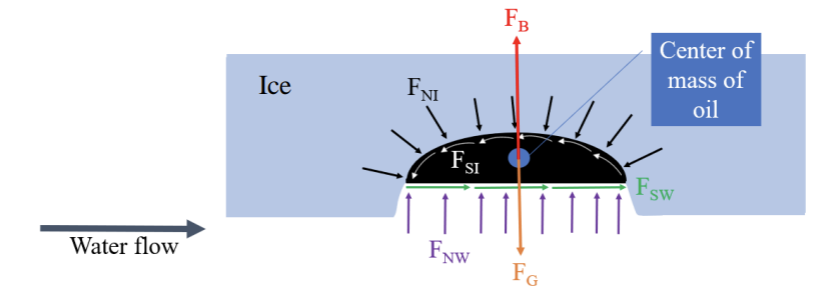 F_B
Center of
mass of
oil
Ice
F_NI
F_SI
F_SW
Water flow
F_NW
F_G